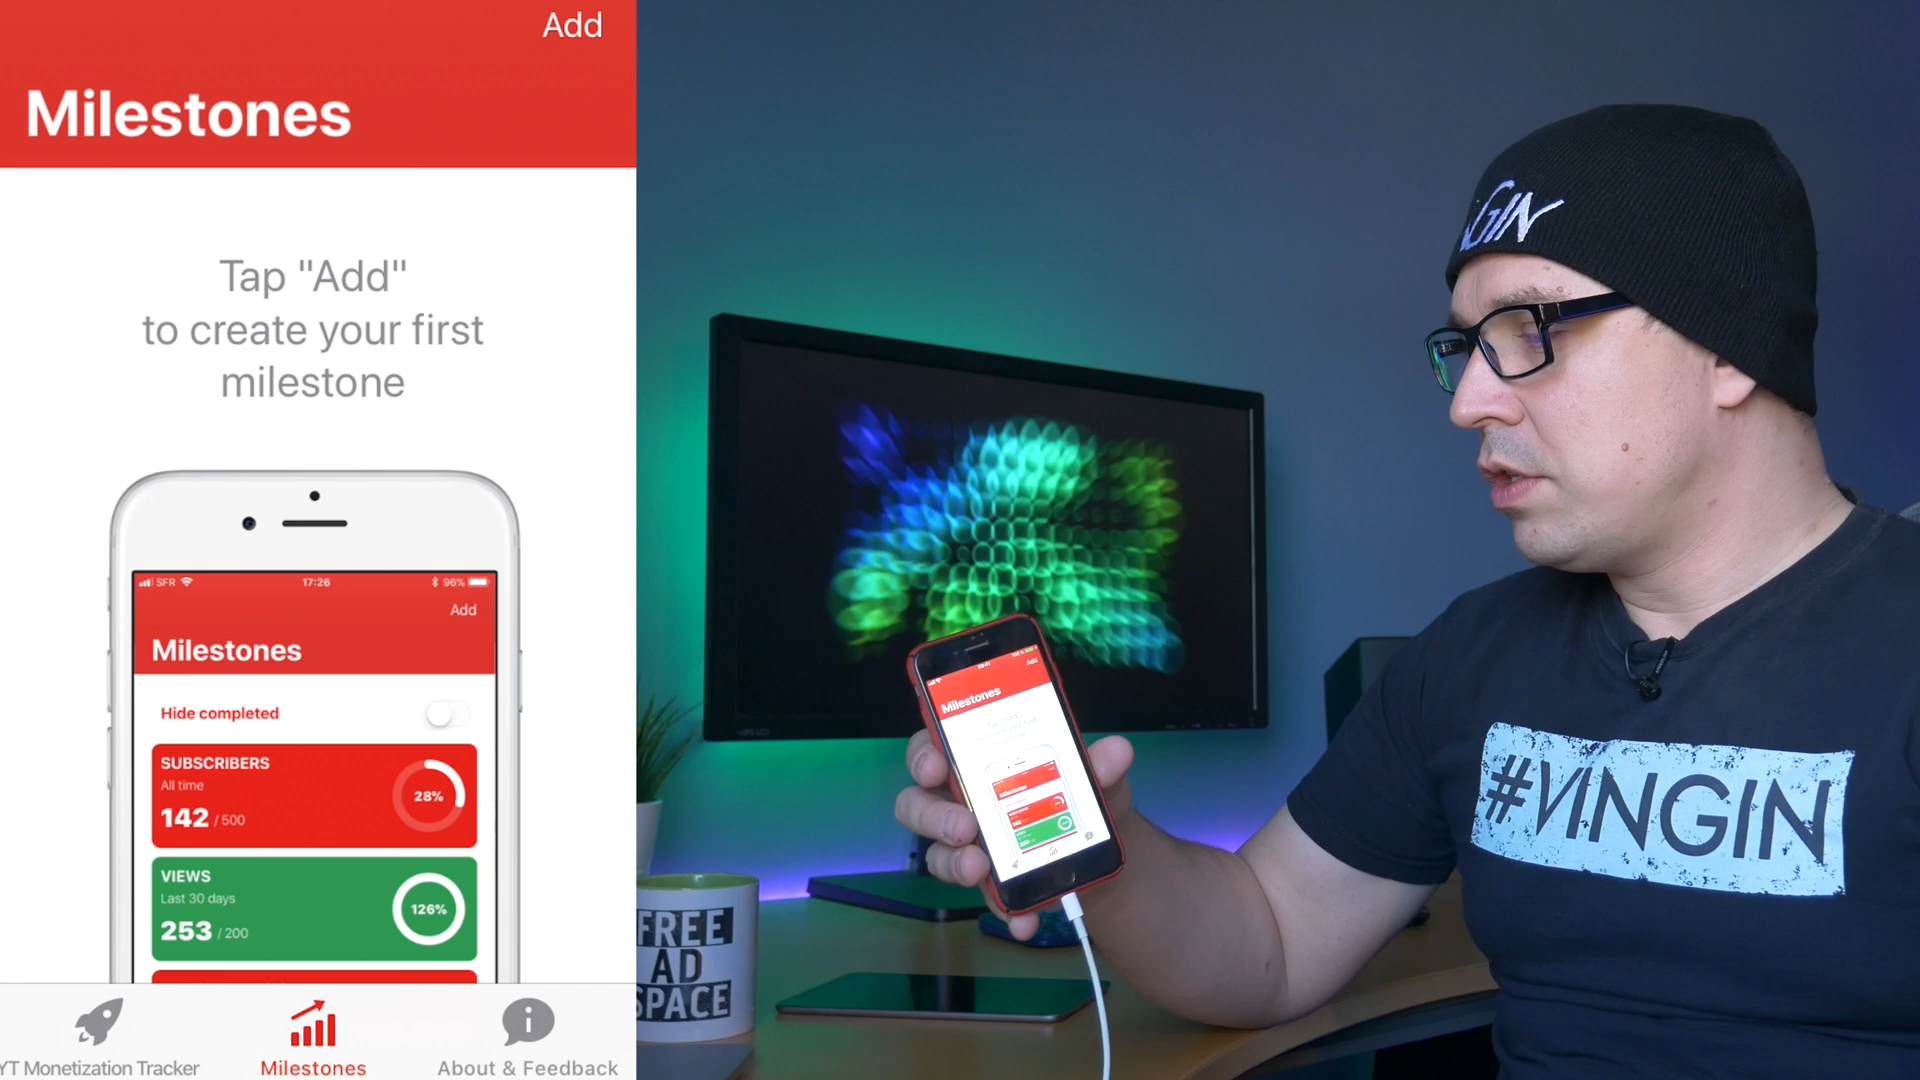 Add
Milestones
Tap "Add"
to create your first
milestone
SFR
17:26
96%
Add
Milestones
Hide completed
SUBSCRIBERS
All time
142 / 500
28%
VIEWS
Last 30 days
253 / 200
126%
YT Monetization Tracker
Milestones
About & Feedback
GIN
Add
Milestones
142
#VINGIN
FREE
AD
SPACE